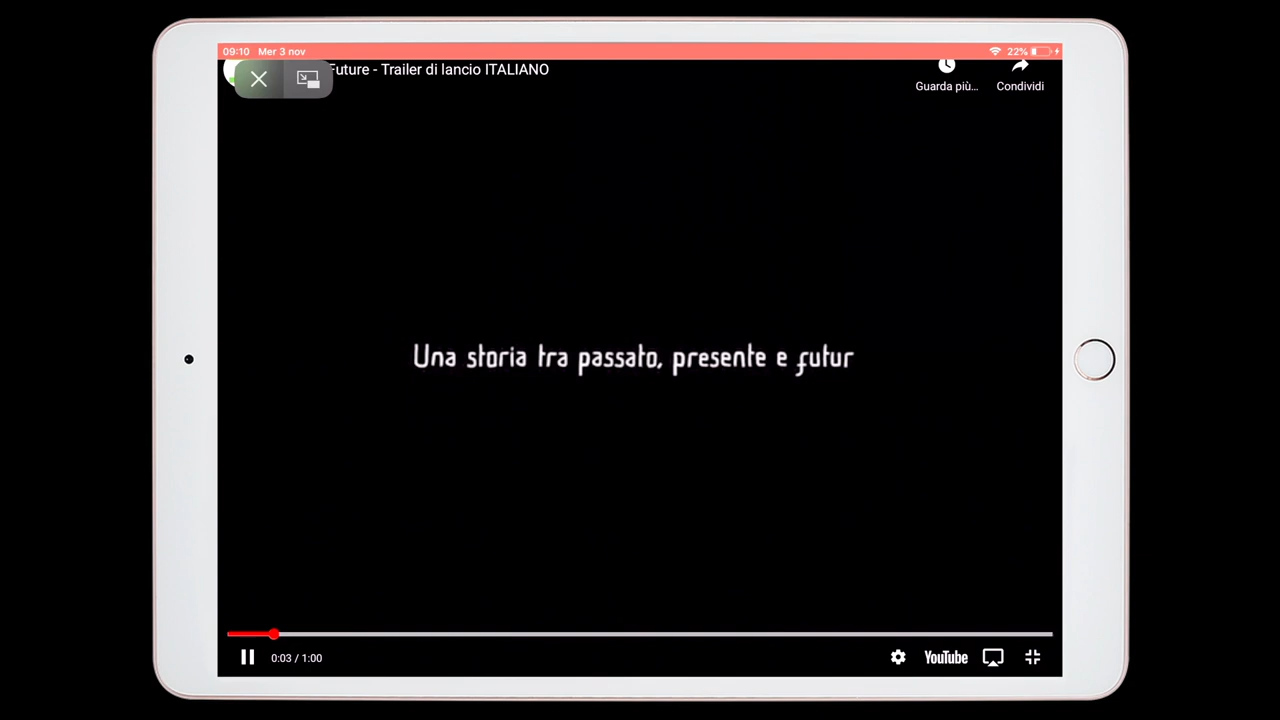 09:10 Mer 3 nov
22%
Future - Trailer di lancio ITALIANO
Guarda più...
Condividi
Una storia tra passato, presente e futur
0:03 / 1:00
YouTube